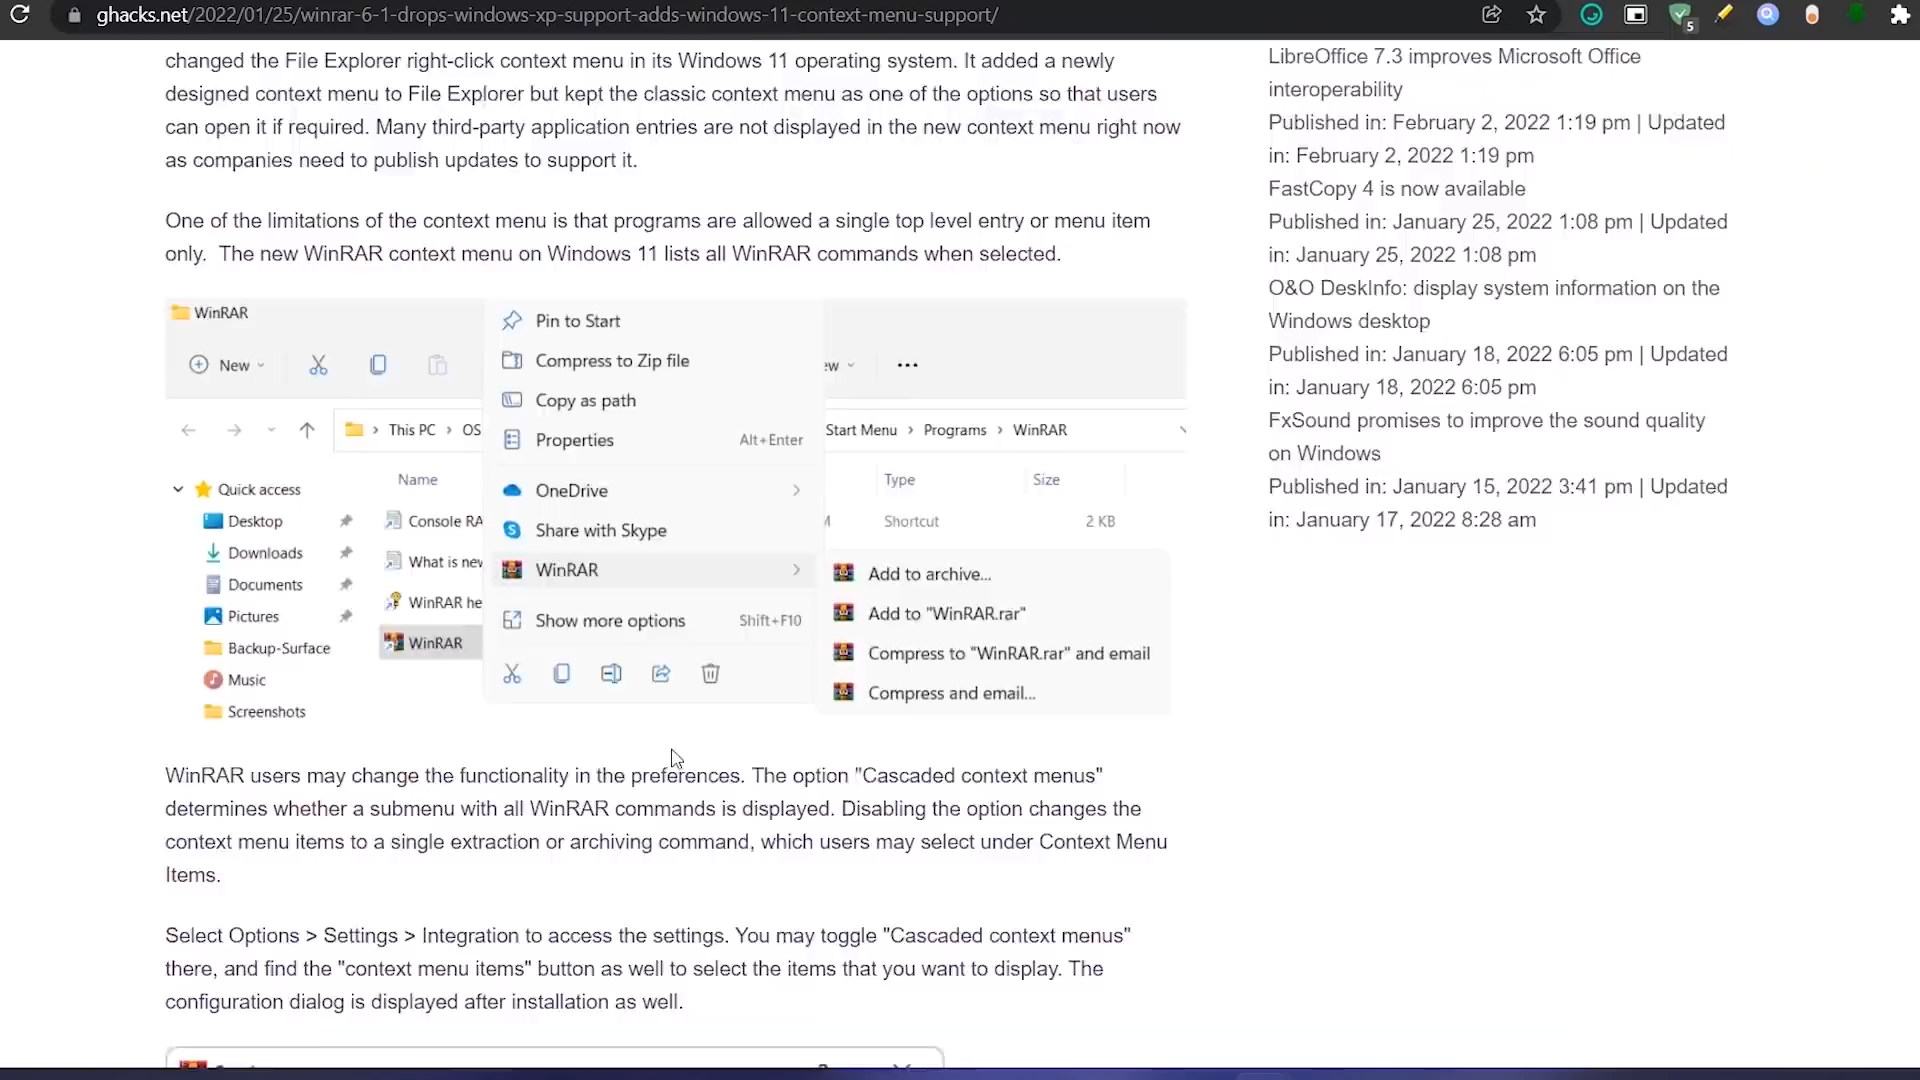 ghacks.net/2022/01/25/winrar-6-1-drops-windows-xp-support-adds-windows-11-context-menu-support/
5
changed the File Explorer right-click context menu in its Windows 11 operating system. It added a newly
designed context menu to File Explorer but kept the classic context menu as one of the options so that users
can open it if required. Many third-party application entries are not displayed in the new context menu right now
as companies need to publish updates to support it.
One of the limitations of the context menu is that programs are allowed a single top level entry or menu item
only. The new WinRAR context menu on Windows 11 lists all WinRAR commands when selected.
WinRAR
New
ew
This PC > OS
Start Menu > Programs > WinRAR
Name
Type
Size
Quick access
Desktop
Downloads
Documents
Pictures
Backup-Surface
Music
Screenshots
Console RA
Shortcut
2 KB
What is new
WinRAR he
WinRAR
Pin to Start
Compress to Zip file
Copy as path
Properties Alt+Enter
OneDrive
Share with Skype
WinRAR
Show more options Shift+F10
Add to archive...
Add to "WinRAR.rar"
Compress to "WinRAR.rar" and email
Compress and email...
WinRAR users may change the functionality in the preferences. The option "Cascaded context menus"
determines whether a submenu with all WinRAR commands is displayed. Disabling the option changes the
context menu items to a single extraction or archiving command, which users may select under Context Menu
Items.
Select Options > Settings > Integration to access the settings. You may toggle "Cascaded context menus"
there, and find the "context menu items" button as well to select the items that you want to display. The
configuration dialog is displayed after installation as well.
LibreOffice 7.3 improves Microsoft Office
interoperability
Published in: February 2, 2022 1:19 pm | Updated
in: February 2, 2022 1:19 pm
FastCopy 4 is now available
Published in: January 25, 2022 1:08 pm | Updated
in: January 25, 2022 1:08 pm
O&O DeskInfo: display system information on the
Windows desktop
Published in: January 18, 2022 6:05 pm | Updated
in: January 18, 2022 6:05 pm
FxSound promises to improve the sound quality
on Windows
Published in: January 15, 2022 3:41 pm | Updated
in: January 17, 2022 8:28 am